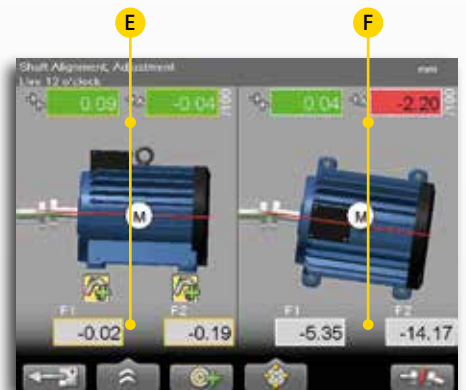 E F
Shaft Alignment, Adjustment mm
Live 12 o'clock
0.09 -0.04 /100 0.04 -2.20 /100
M M
F1 F2 F1 F2
-0.02 -0.19 -5.35 -14.17